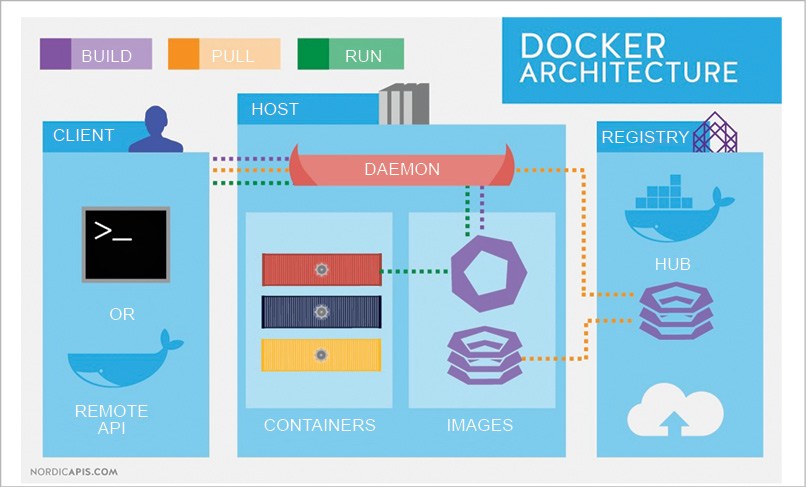 BUILD
PULL
RUN
DOCKER
ARCHITECTURE
CLIENT
HOST
REGISTRY
DAEMON
>_
OR
REMOTE
API
CONTAINERS
IMAGES
HUB
NORDICAPIS.COM